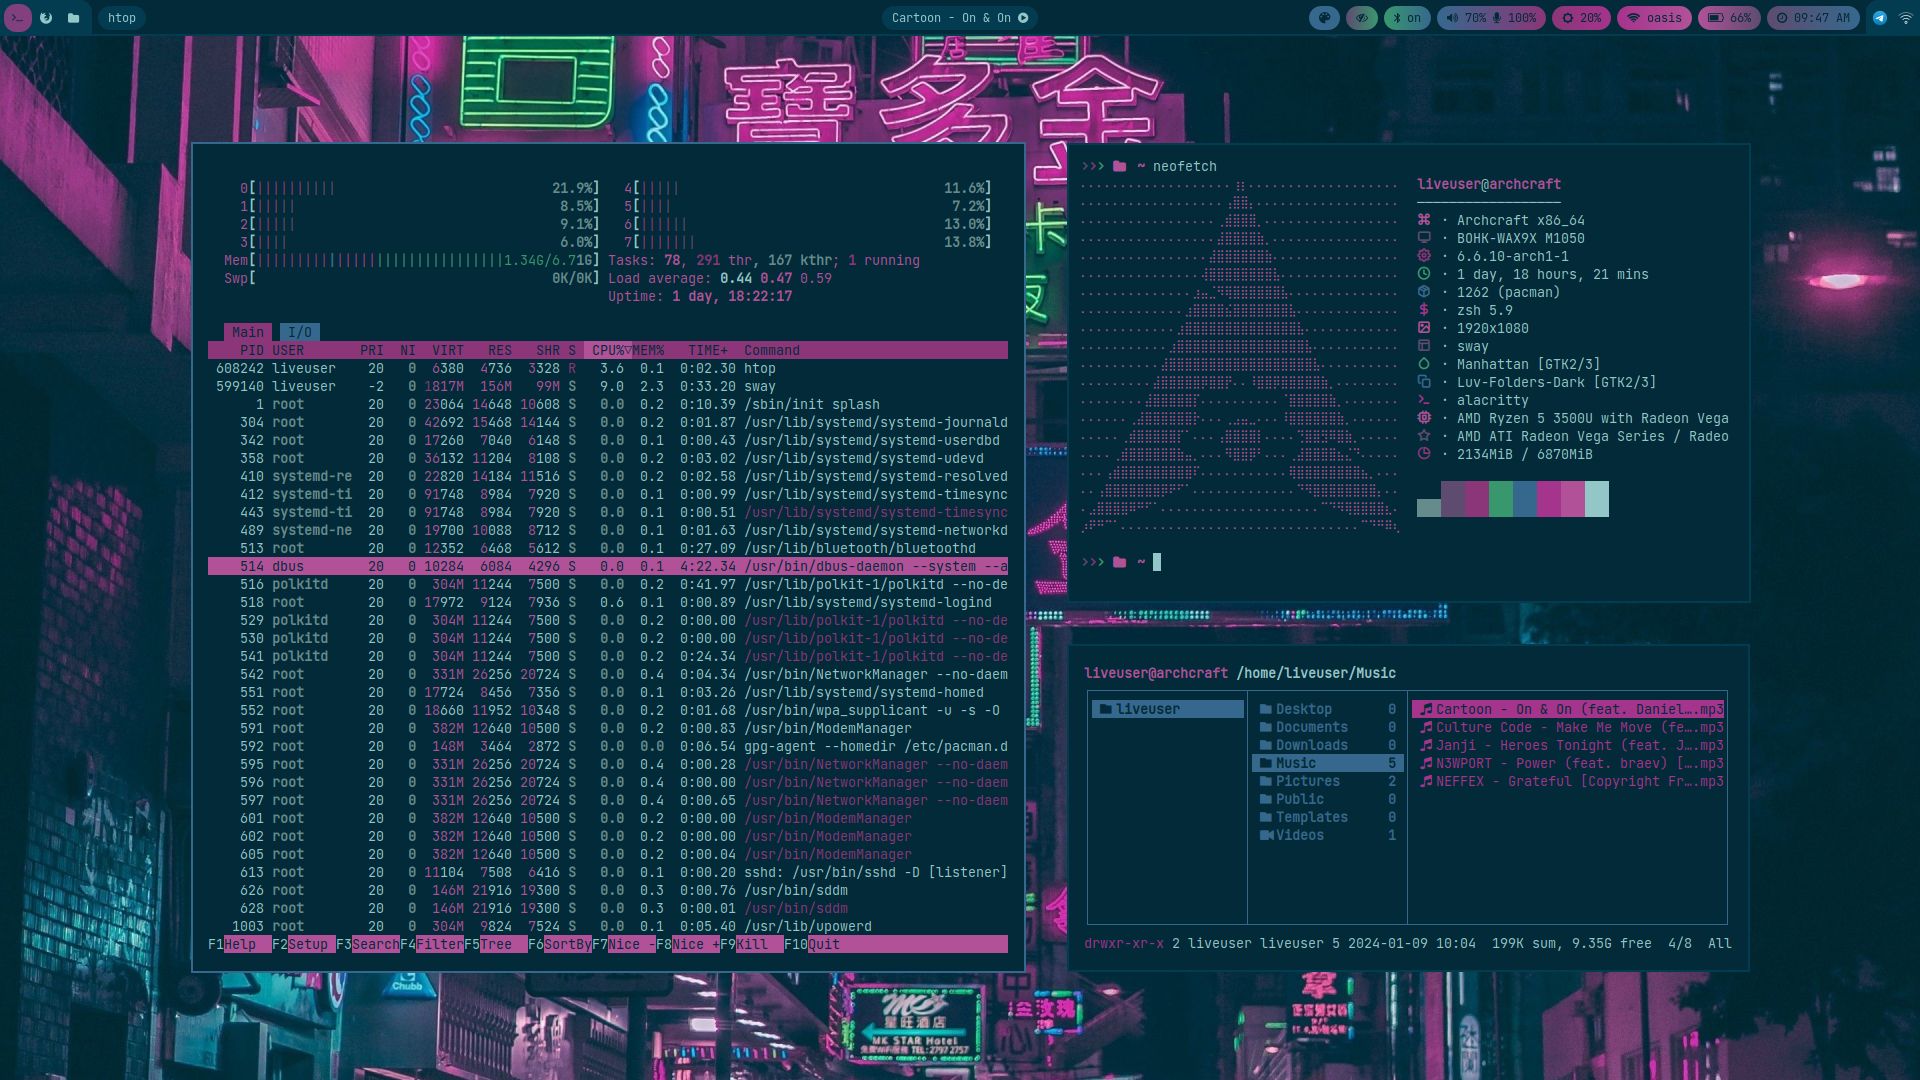 htop
Cartoon - On & On
on
70% 100%
20%
oasis
66%
09:47 AM
寶多金
0[|||||||||| 21.9%] 4[||||| 11.6%]
1[||||| 8.5%] 5[|||| 7.2%]
2[||||| 9.1%] 6[|||||| 13.0%]
3[|||| 6.0%] 7[||||||| 13.8%]
Mem[|||||||||||||||||||||||||||||||1.34G/6.71G] Tasks: 78, 291 thr, 167 kthr; 1 running
Swp[ 0K/0K] Load average: 0.44 0.47 0.59
Uptime: 1 day, 18:22:17
Main I/O
PID USER PRI NI VIRT RES SHR S CPU%▽MEM% TIME+ Command
608242 liveuser 20 0 6380 4736 3328 R 3.6 0.1 0:02.30 htop
599140 liveuser -2 0 1817M 156M 99M S 9.0 2.3 0:33.20 sway
1 root 20 0 23064 14648 10608 S 0.0 0.2 0:10.39 /sbin/init splash
304 root 20 0 42692 15468 14144 S 0.0 0.2 0:01.87 /usr/lib/systemd/systemd-journald
342 root 20 0 17260 7040 6148 S 0.0 0.1 0:00.43 /usr/lib/systemd/systemd-userdbd
358 root 20 0 36132 11204 8108 S 0.0 0.2 0:03.02 /usr/lib/systemd/systemd-udevd
410 systemd-re 20 0 22820 14184 11516 S 0.0 0.2 0:02.58 /usr/lib/systemd/systemd-resolved
412 systemd-ti 20 0 91748 8984 7920 S 0.0 0.1 0:00.99 /usr/lib/systemd/systemd-timesync
443 systemd-ti 20 0 91748 8984 7920 S 0.0 0.1 0:00.51 /usr/lib/systemd/systemd-timesync
489 systemd-ne 20 0 19700 10088 8712 S 0.0 0.1 0:01.63 /usr/lib/systemd/systemd-networkd
513 root 20 0 12352 6468 5612 S 0.0 0.1 0:27.09 /usr/lib/bluetooth/bluetoothd
514 dbus 20 0 10284 6084 4296 S 0.0 0.1 4:22.34 /usr/bin/dbus-daemon --system --a
516 polkitd 20 0 304M 11244 7500 S 0.0 0.2 0:41.97 /usr/lib/polkit-1/polkitd --no-de
518 root 20 0 17972 9124 7936 S 0.6 0.1 0:00.89 /usr/lib/systemd/systemd-logind
529 polkitd 20 0 304M 11244 7500 S 0.0 0.2 0:00.00 /usr/lib/polkit-1/polkitd --no-de
530 polkitd 20 0 304M 11244 7500 S 0.0 0.2 0:00.00 /usr/lib/polkit-1/polkitd --no-de
541 polkitd 20 0 304M 11244 7500 S 0.0 0.2 0:24.34 /usr/lib/polkit-1/polkitd --no-de
542 root 20 0 331M 26256 20724 S 0.0 0.4 0:04.34 /usr/bin/NetworkManager --no-daem
551 root 20 0 17724 8456 7356 S 0.0 0.1 0:03.26 /usr/lib/systemd/systemd-homed
552 root 20 0 18660 11952 10348 S 0.0 0.2 0:01.68 /usr/bin/wpa_supplicant -u -s -O
591 root 20 0 382M 12640 10500 S 0.0 0.2 0:00.83 /usr/bin/ModemManager
592 root 20 0 148M 3464 2872 S 0.0 0.0 0:06.54 gpg-agent --homedir /etc/pacman.d
595 root 20 0 331M 26256 20724 S 0.0 0.4 0:00.28 /usr/bin/NetworkManager --no-daem
596 root 20 0 331M 26256 20724 S 0.0 0.4 0:00.00 /usr/bin/NetworkManager --no-daem
597 root 20 0 331M 26256 20724 S 0.0 0.4 0:00.65 /usr/bin/NetworkManager --no-daem
601 root 20 0 382M 12640 10500 S 0.0 0.2 0:00.00 /usr/bin/ModemManager
602 root 20 0 382M 12640 10500 S 0.0 0.2 0:00.00 /usr/bin/ModemManager
605 root 20 0 382M 12640 10500 S 0.0 0.2 0:00.04 /usr/bin/ModemManager
613 root 20 0 11104 7508 6416 S 0.0 0.1 0:00.20 sshd: /usr/bin/sshd -D [listener]
626 root 20 0 146M 21916 19300 S 0.0 0.3 0:00.76 /usr/bin/sddm
628 root 20 0 146M 21916 19300 S 0.0 0.3 0:00.01 /usr/bin/sddm
1003 root 20 0 304M 9824 7524 S 0.0 0.1 0:05.40 /usr/lib/upowerd
F1Help F2Setup F3SearchF4FilterF5Tree F6SortByF7Nice -F8Nice +F9Kill F10Quit
>>> ~ neofetch
liveuser@archcraft
· Archcraft x86_64
· BOHK-WAX9X M1050
· 6.6.10-arch1-1
· 1 day, 18 hours, 21 mins
· 1262 (pacman)
· zsh 5.9
· 1920x1080
· sway
· Manhattan [GTK2/3]
· Luv-Folders-Dark [GTK2/3]
· alacritty
· AMD Ryzen 5 3500U with Radeon Vega
· AMD ATI Radeon Vega Series / Radeo
· 2134MiB / 6870MiB
>>> ~
liveuser@archcraft /home/liveuser/Music
liveuser
Desktop 0
Documents 0
Downloads 0
Music 5
Pictures 2
Public 0
Templates 0
Videos 1
Cartoon - On & On (feat. Daniel….mp3
Culture Code - Make Me Move (fe….mp3
Janji - Heroes Tonight (feat. J….mp3
N3WPORT - Power (feat. braev) […​.mp3
NEFFEX - Grateful [Copyright Fr….mp3
drwxr-xr-x 2 liveuser liveuser 5 2024-01-09 10:04 199K sum, 9.35G free 4/8 All
卡
Chubb
星旺酒店
MK STAR Hotel
TEL: 2797 2757
玫瑰
心